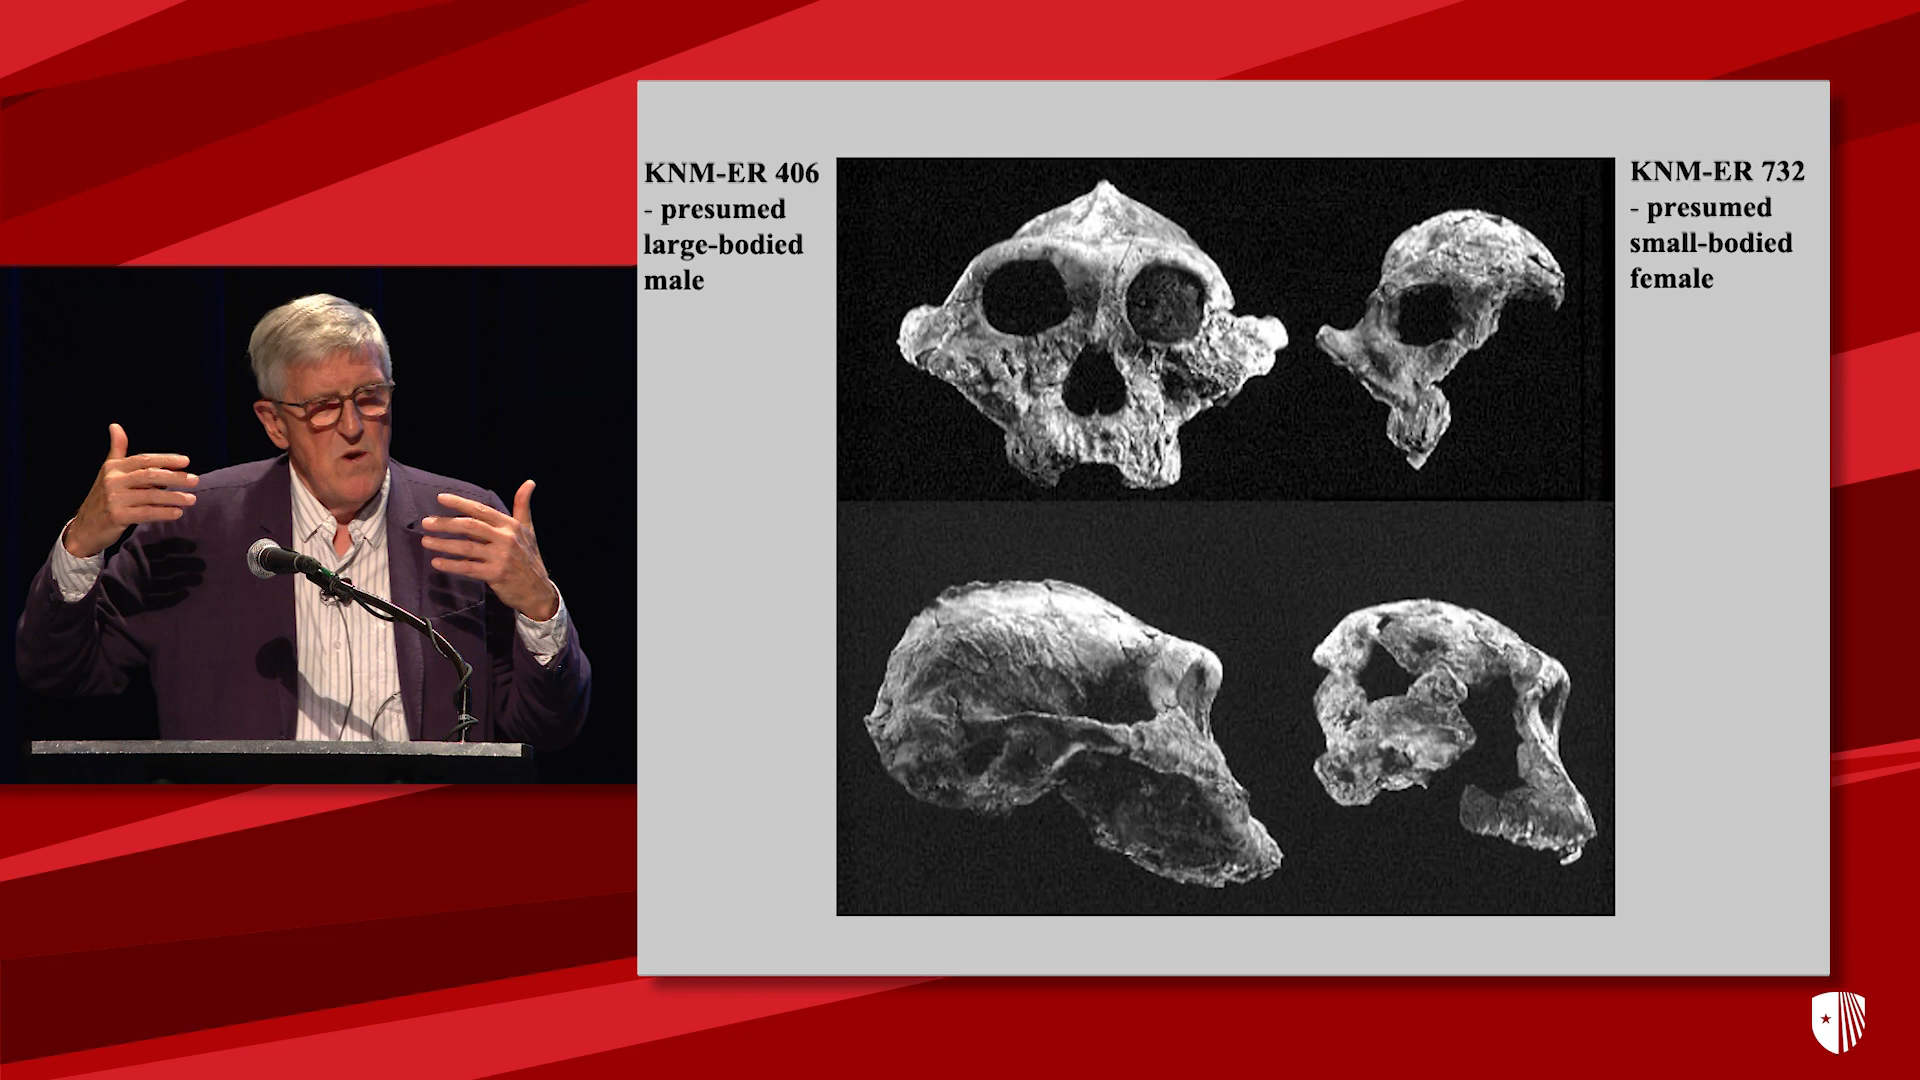 KNM-ER 406
- presumed
large-bodied
male
KNM-ER 732
- presumed
small-bodied
female